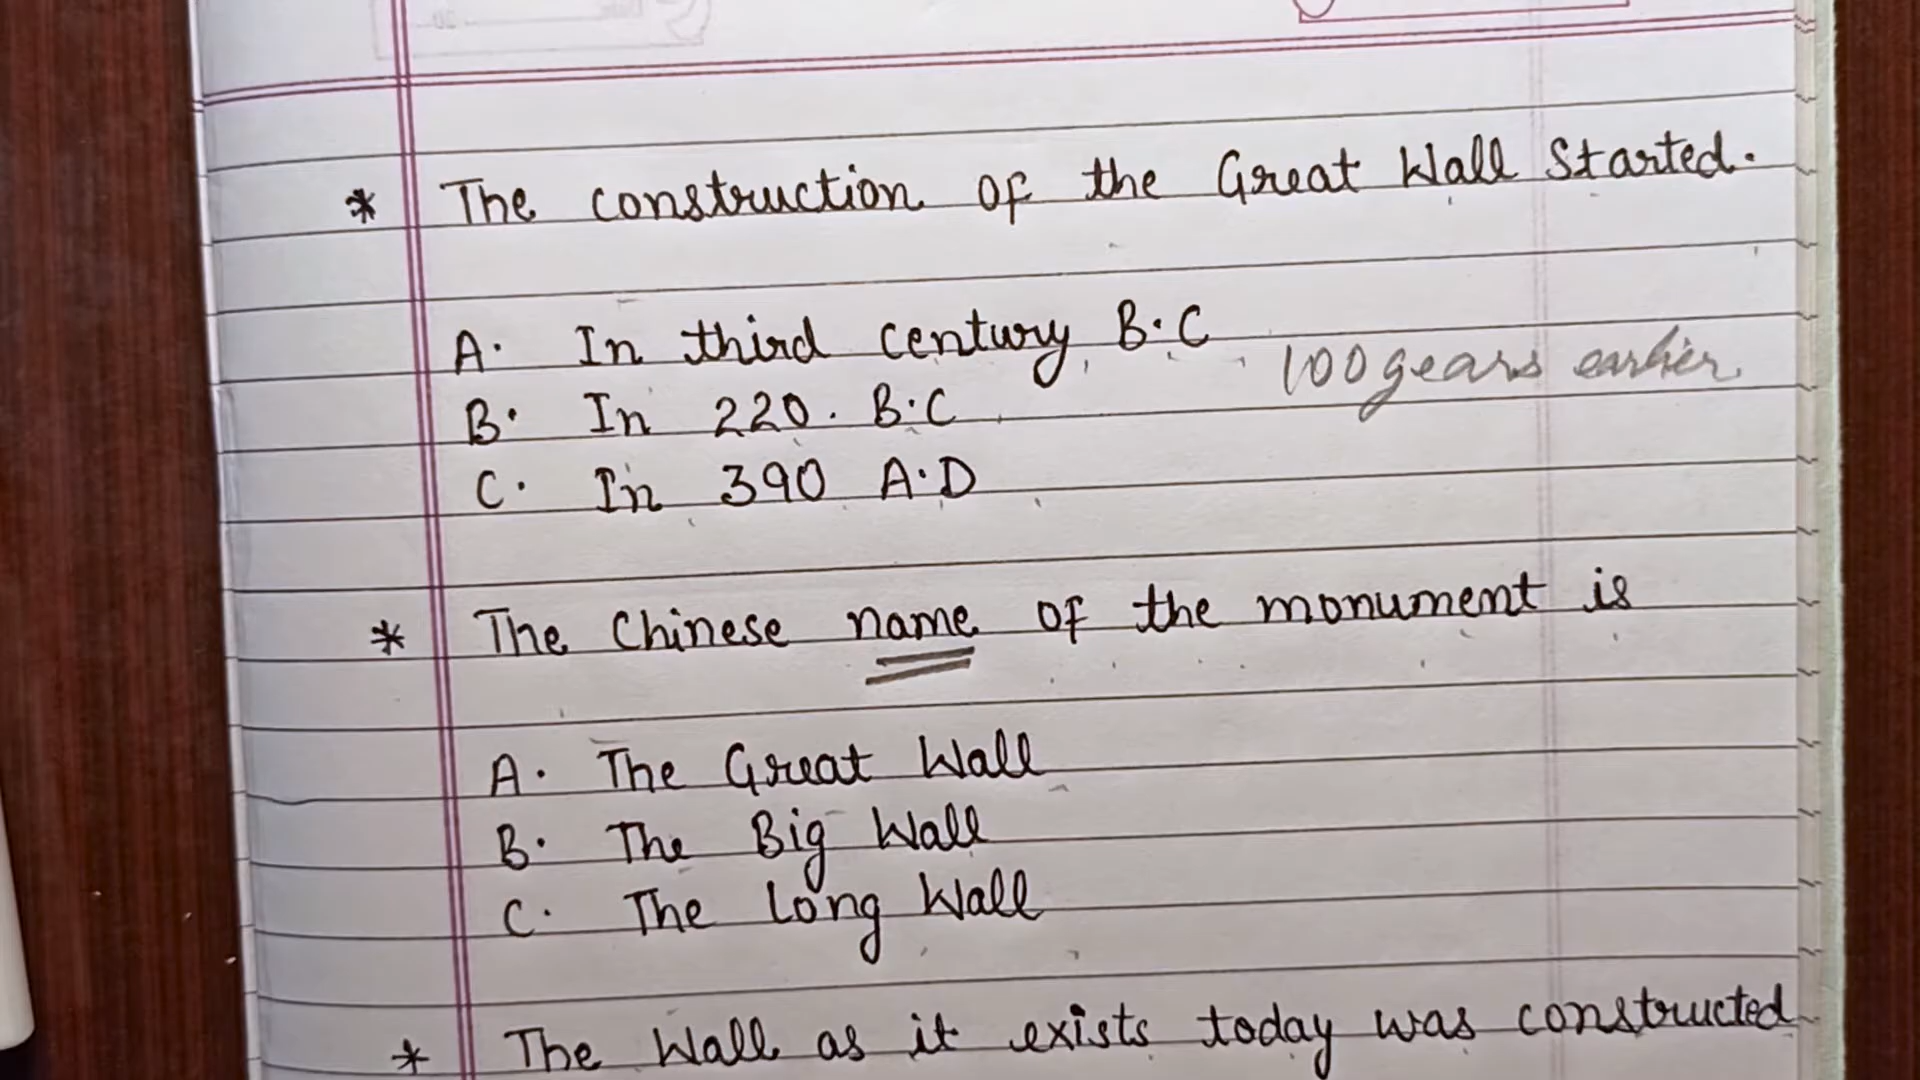 * The construction of the Great Wall Started.
A. In third century B.C
100 years earlier
B. In 220. B.C
C. In 390 A.D
* The Chinese name of the monument is
A. The Great Wall
B. The Big Wall
C. The Long Wall
* The Wall as it exists today was constructed